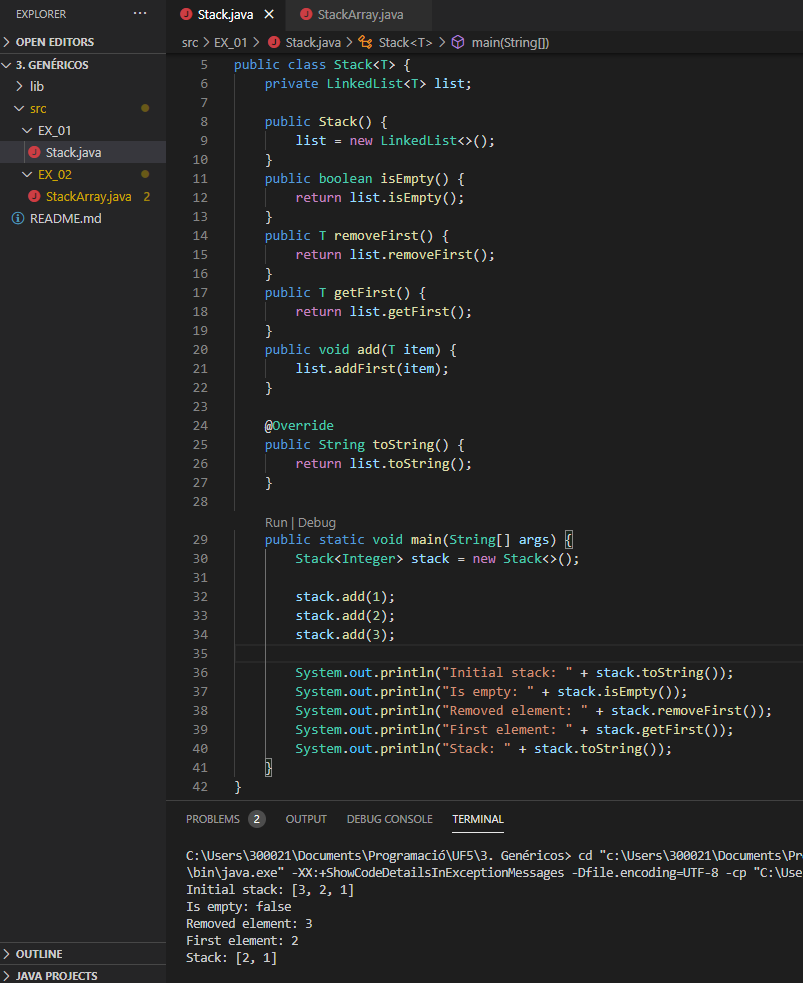 EXPLORER
OPEN EDITORS
3. GENÉRICOS
lib
src
EX_01
Stack.java
EX_02
StackArray.java 2
README.md
OUTLINE
JAVA PROJECTS
Stack.java StackArray.java
src > EX_01 > Stack.java > Stack<T> > main(String[])
5 public class Stack<T> {
6 private LinkedList<T> list;
7
8 public Stack() {
9 list = new LinkedList<>();
10 }
11 public boolean isEmpty() {
12 return list.isEmpty();
13 }
14 public T removeFirst() {
15 return list.removeFirst();
16 }
17 public T getFirst() {
18 return list.getFirst();
19 }
20 public void add(T item) {
21 list.addFirst(item);
22 }
23
24 @Override
25 public String toString() {
26 return list.toString();
27 }
28
Run | Debug
29 public static void main(String[] args) {
30 Stack<Integer> stack = new Stack<>();
31
32 stack.add(1);
33 stack.add(2);
34 stack.add(3);
35
36 System.out.println("Initial stack: " + stack.toString());
37 System.out.println("Is empty: " + stack.isEmpty());
38 System.out.println("Removed element: " + stack.removeFirst());
39 System.out.println("First element: " + stack.getFirst());
40 System.out.println("Stack: " + stack.toString());
41 }
42 }
PROBLEMS 2 OUTPUT DEBUG CONSOLE TERMINAL
C:\Users\300021\Documents\Programació\UF5\3. Genéricos> cd "c:\Users\300021\Documents\Pr
\bin\java.exe" -XX:+ShowCodeDetailsInExceptionMessages -Dfile.encoding=UTF-8 -cp "C:\Use
Initial stack: [3, 2, 1]
Is empty: false
Removed element: 3
First element: 2
Stack: [2, 1]